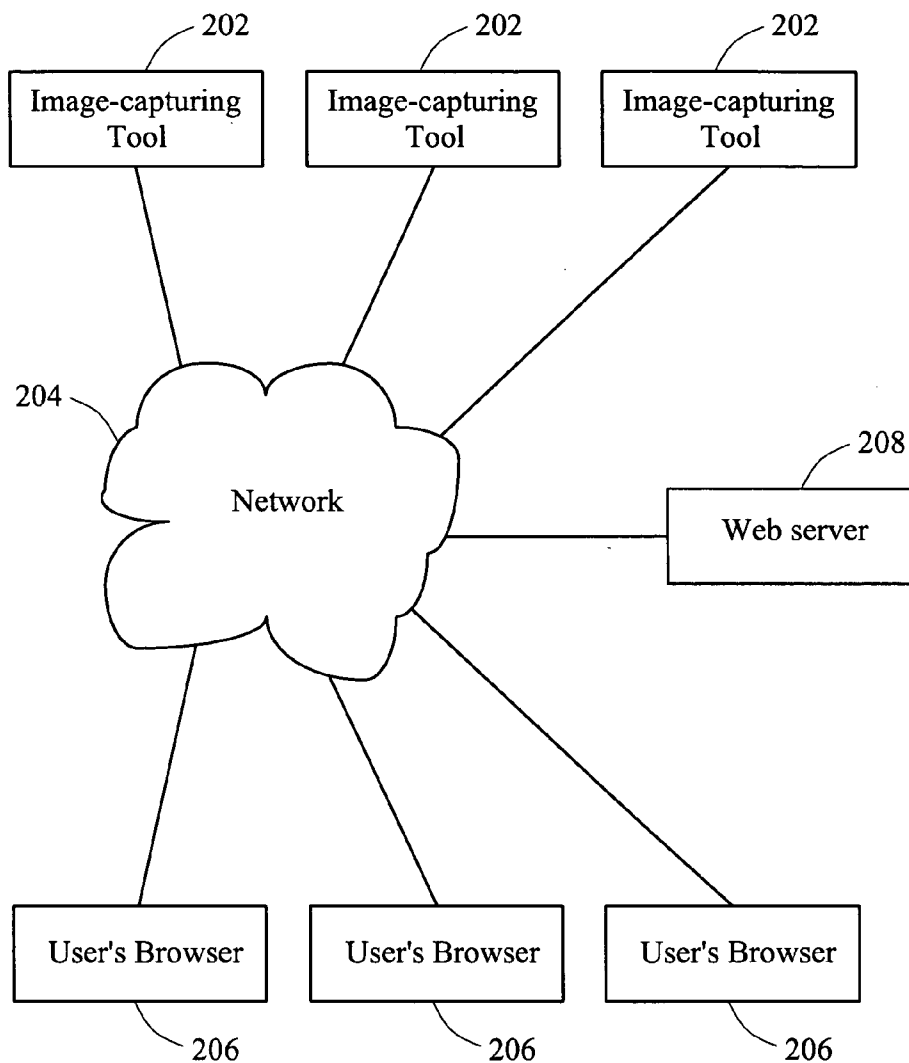 202
202
202
Image-capturing
Tool
Image-capturing
Tool
Image-capturing
Tool
204
208
Network
Web server
User's Browser
User's Browser
User's Browser
206
206
206